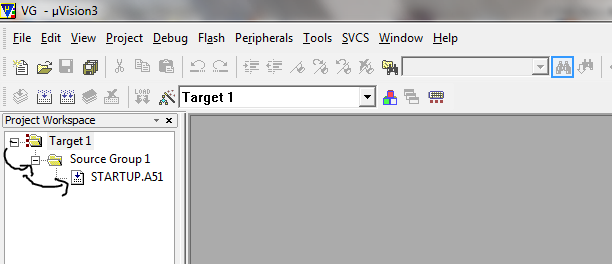 VG - µVision3
File Edit View Project Debug Flash Peripherals Tools SVCS Window Help
LOAD Target 1
Project Workspace
Target 1
Source Group 1
STARTUP.A51